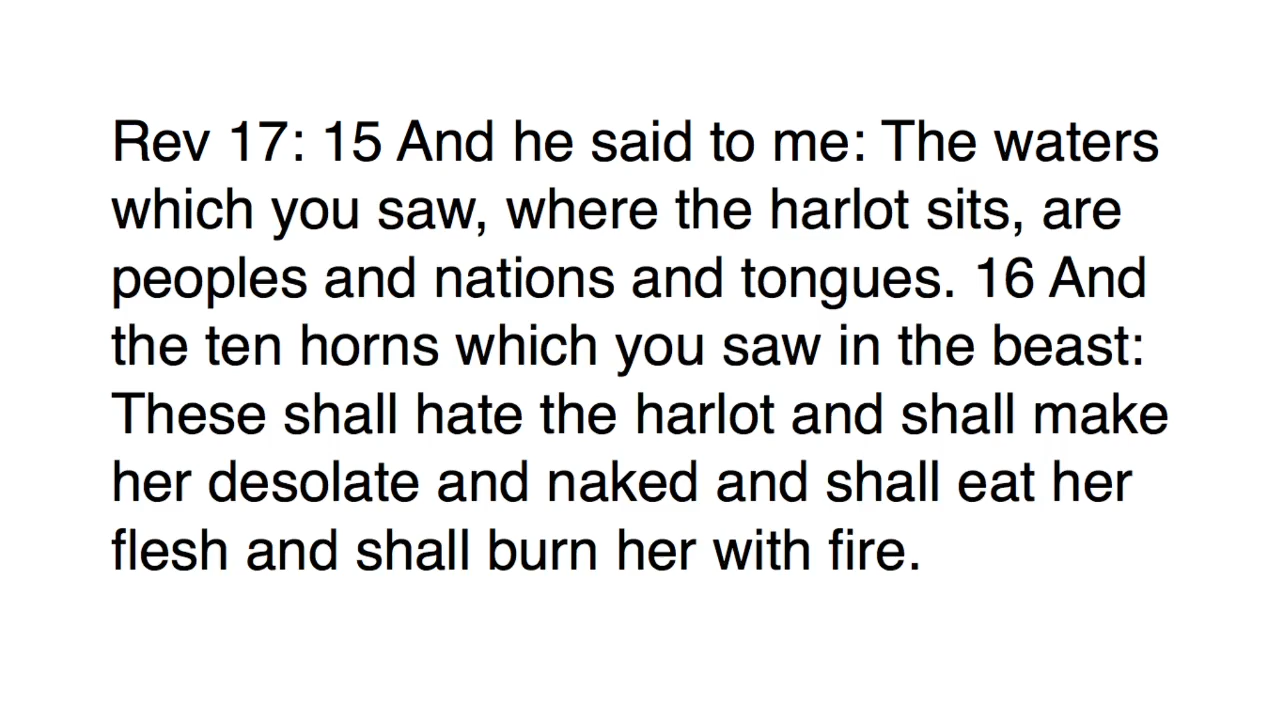 Rev 17: 15 And he said to me: The waters
which you saw, where the harlot sits, are
peoples and nations and tongues. 16 And
the ten horns which you saw in the beast:
These shall hate the harlot and shall make
her desolate and naked and shall eat her
flesh and shall burn her with fire.